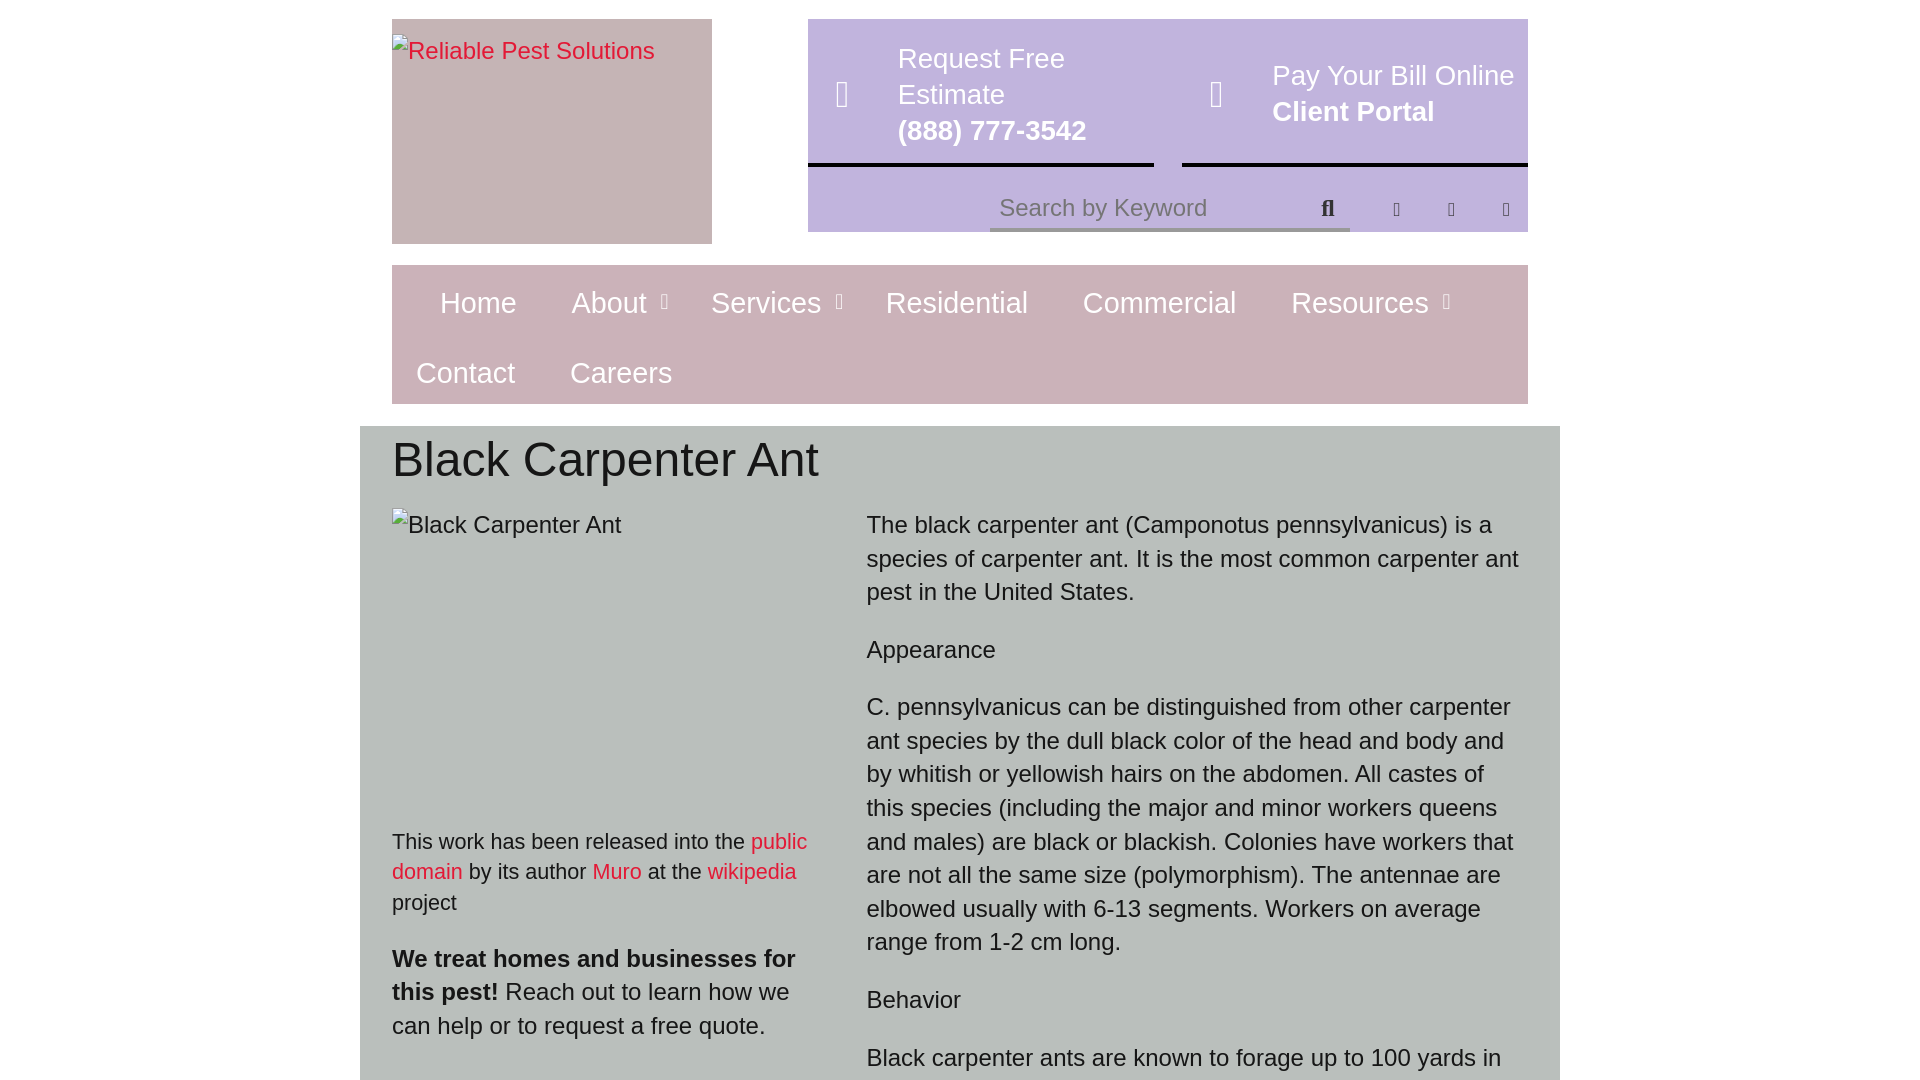 Reliable Pest Solutions
Request Free
Estimate
(888) 777-3542
Pay Your Bill Online
Client Portal
Search by Keyword
Home
About
Services
Residential
Commercial
Resources
Contact
Careers
Black Carpenter Ant
Black Carpenter Ant
This work has been released into the public
domain by its author Muro at the wikipedia
project
We treat homes and businesses for
this pest! Reach out to learn how we
can help or to request a free quote.
The black carpenter ant (Camponotus pennsylvanicus) is a
species of carpenter ant. It is the most common carpenter ant
pest in the United States.
Appearance
C. pennsylvanicus can be distinguished from other carpenter
ant species by the dull black color of the head and body and
by whitish or yellowish hairs on the abdomen. All castes of
this species (including the major and minor workers queens
and males) are black or blackish. Colonies have workers that
are not all the same size (polymorphism). The antennae are
elbowed usually with 6-13 segments. Workers on average
range from 1-2 cm long.
Behavior
Black carpenter ants are known to forage up to 100 yards in